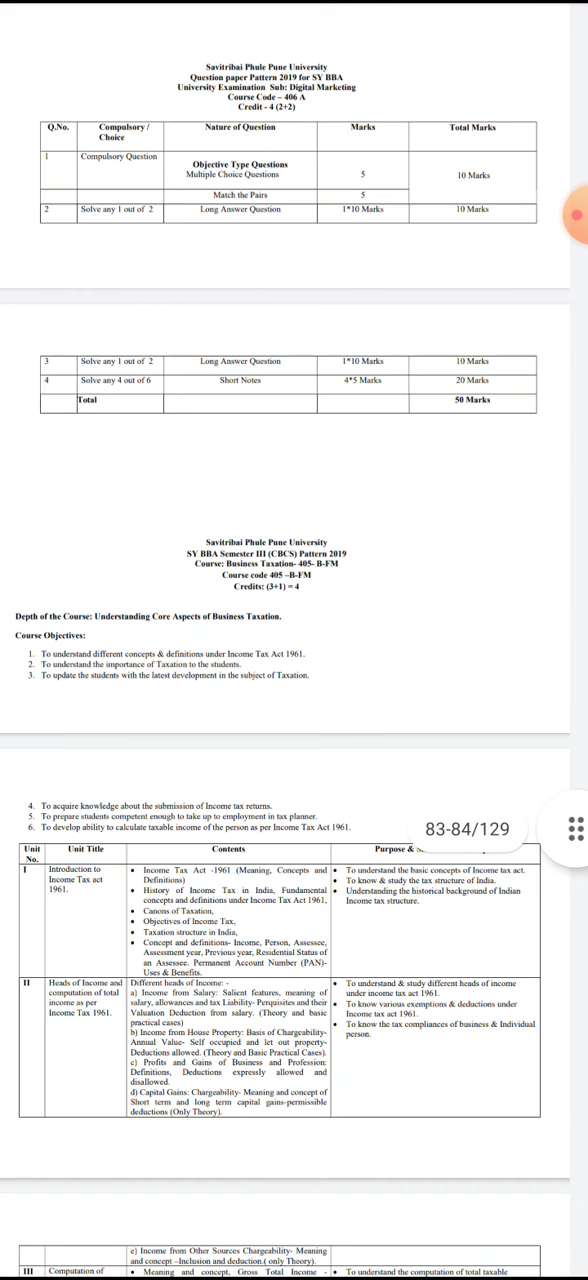 Savitribai Phule Pune University
Question paper Pattern 2019 for SY BBA
University Examination Sub: Digital Marketing
Course Code – 406 A
Credit - 4 (2+2)
Q.No. Compulsory / Choice Nature of Question Marks Total Marks
1 Compulsory Question Objective Type Questions
Multiple Choice Questions 5 10 Marks
Match the Pairs 5
2 Solve any 1 out of 2 Long Answer Question 1*10 Marks 10 Marks
3 Solve any 1 out of 2 Long Answer Question 1*10 Marks 10 Marks
4 Solve any 4 out of 6 Short Notes 4*5 Marks 20 Marks
Total 50 Marks
Savitribai Phule Pune University
SY BBA Semester III (CBCS) Pattern 2019
Course: Business Taxation- 405- B-FM
Course code 405 –B-FM
Credits: (3+1) = 4
Depth of the Course: Understanding Core Aspects of Business Taxation.
Course Objectives:
1. To understand different concepts & definitions under Income Tax Act 1961.
2. To understand the importance of Taxation to the students.
3. To update the students with the latest development in the subject of Taxation.
4. To acquire knowledge about the submission of Income tax returns.
5. To prepare students competent enough to take up to employment in tax planner.
6. To develop ability to calculate taxable income of the person as per Income Tax Act 1961.
83-84/129
Unit No. Unit Title Contents Purpose &
I Introduction to
Income Tax act
1961.
• Income Tax Act -1961 (Meaning, Concepts and
Definitions)
• History of Income Tax in India, Fundamental
concepts and definitions under Income Tax Act 1961,
• Canons of Taxation,
• Objectives of Income Tax,
• Taxation structure in India,
• Concept and definitions- Income, Person, Assessee,
Assessment year, Previous year, Residential Status of
an Assessee. Permanent Account Number (PAN)-
Uses & Benefits.
• To understand the basic concepts of Income tax act.
• To know & study the tax structure of India.
• Understanding the historical background of Indian
Income tax structure.
II Heads of Income and
computation of total
income as per
Income Tax 1961.
Different heads of Income: -
a) Income from Salary: Salient features, meaning of
salary, allowances and tax Liability- Perquisites and their
Valuation Deduction from salary. (Theory and basic
practical cases)
b) Income from House Property: Basis of Chargeability-
Annual Value- Self occupied and let out property-
Deductions allowed. (Theory and Basic Practical Cases).
c) Profits and Gains of Business and Profession:
Definitions, Deductions expressly allowed and
disallowed.
d) Capital Gains: Chargeability- Meaning and concept of
Short term and long term capital gains-permissible
deductions (Only Theory).
• To understand & study different heads of income
under income tax act 1961.
• To know various exemptions & deductions under
Income tax act 1961.
• To know the tax compliances of business & Individual
person.
e) Income from Other Sources Chargeability- Meaning
and concept –Inclusion and deduction.( only Theory).
III Computation of • Meaning and concept, Gross Total Income - • To understand the computation of total taxable